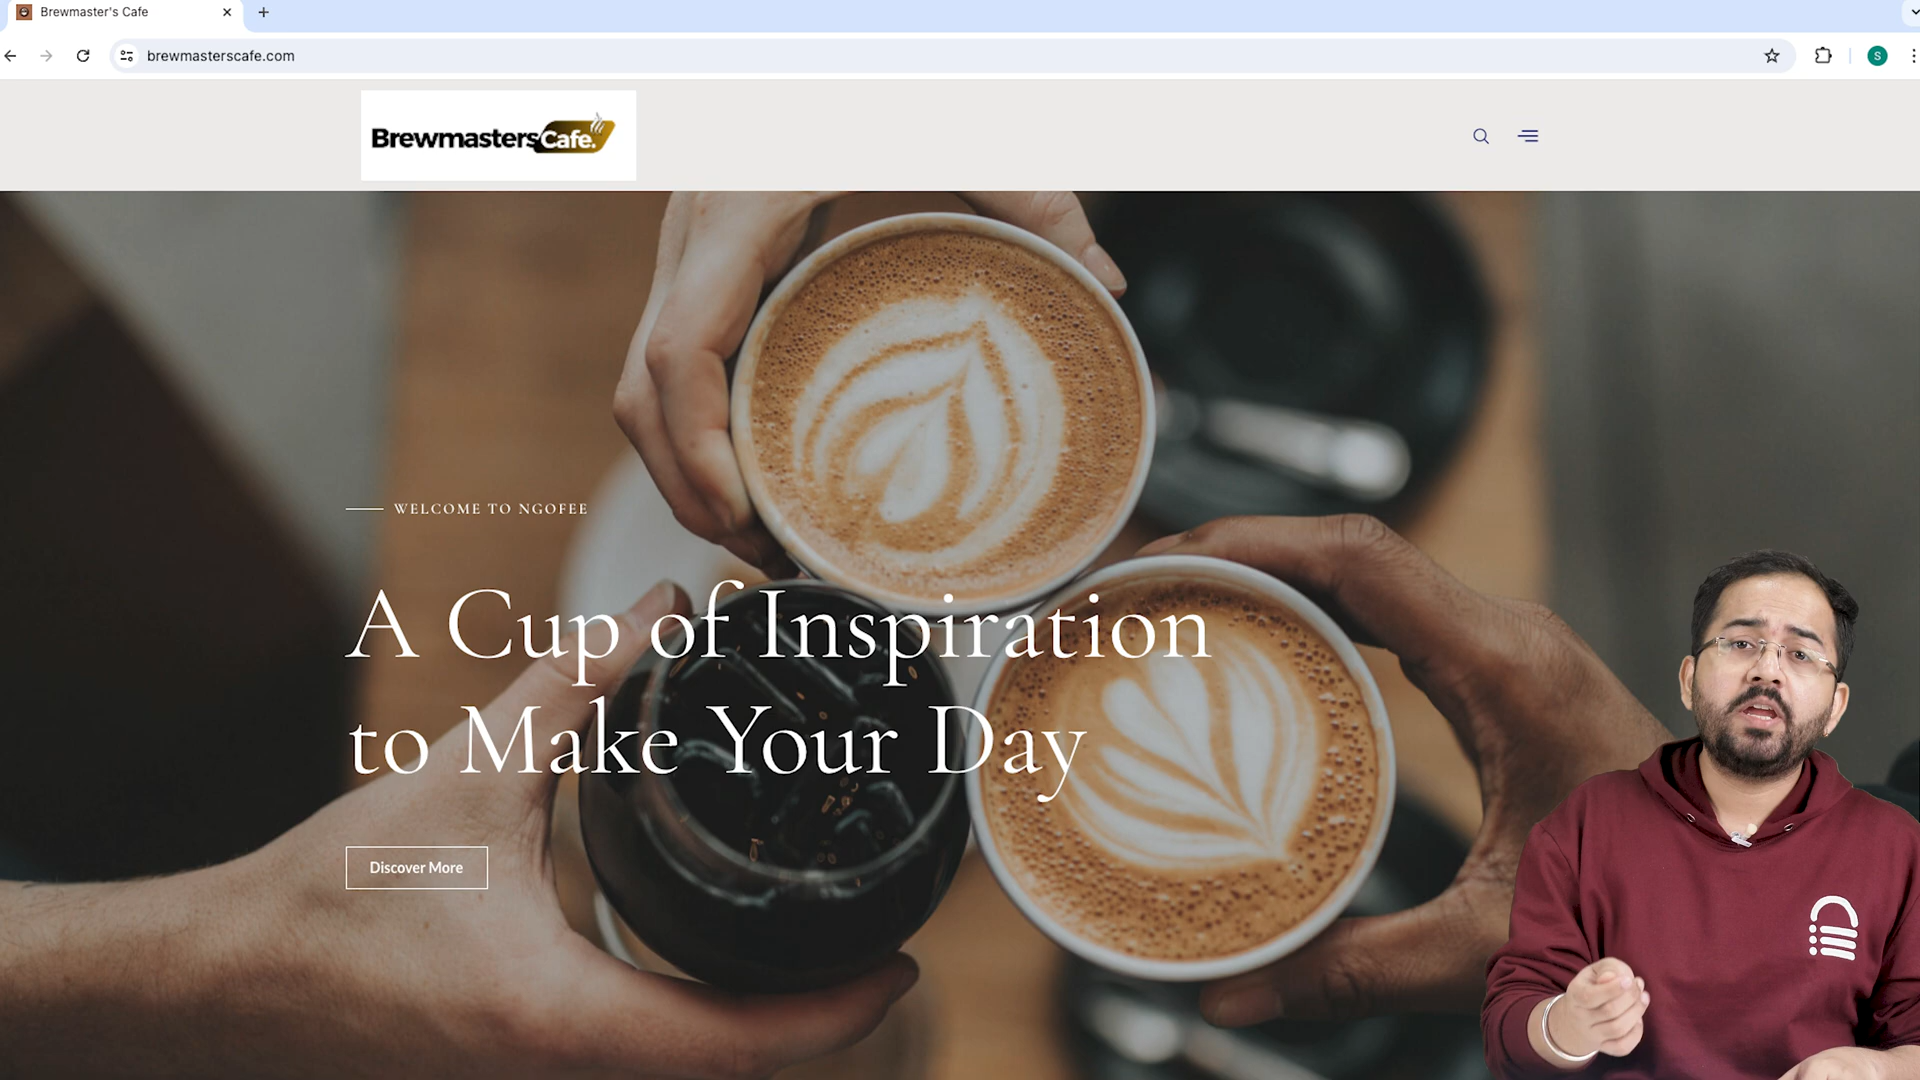 Brewmaster's Cafe
brewmasterscafe.com
S
BrewmastersCafe.
WELCOME TO NGOFEE
A Cup of Inspiration
to Make Your Day
Discover More